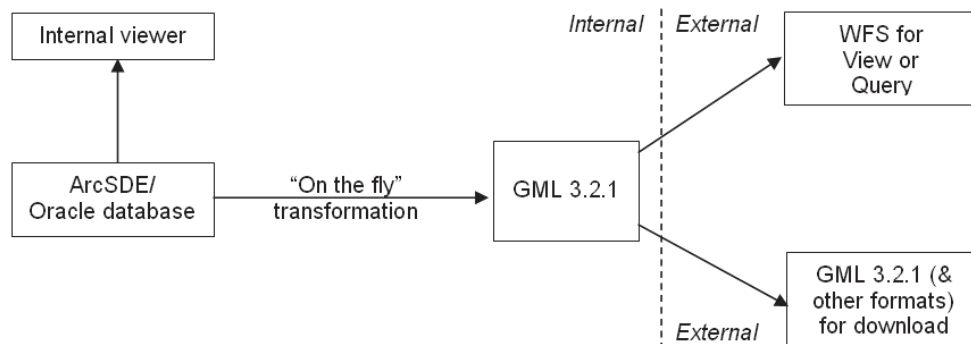 Internal viewer
Internal
External
WFS for
View or
Query
ArcSDE/
Oracle database
“On the fly”
transformation
GML 3.2.1
GML 3.2.1 (&
other formats)
for download
External